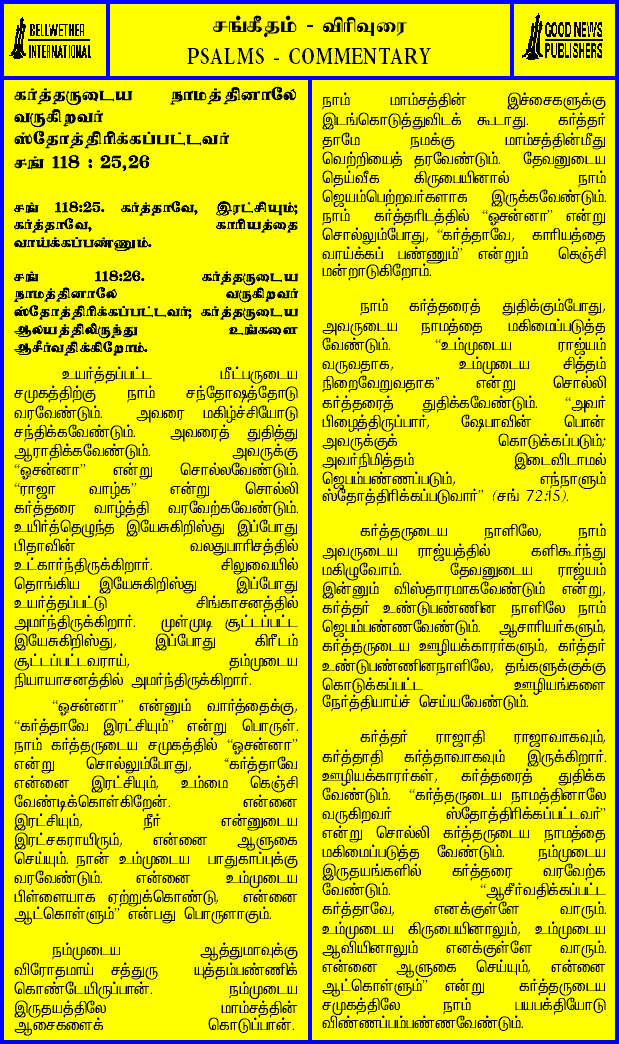 BELLWETHER
INTERNATIONAL
சங்கீதம் - விரிவுரை
PSALMS - COMMENTARY
GOOD NEWS
PUBLISHERS
கர்த்தருடைய நாமத்தினாலே
வருகிறவர்
ஸ்தோத்திரிக்கப்பட்டவர்
சங் 118 : 25,26
சங் 118:25. கர்த்தாவே, இரட்சியும்;
கர்த்தாவே, காரியத்தை
வாய்க்கப்பண்ணும்.
சங் 118:26. கர்த்தருடைய
நாமத்தினாலே வருகிறவர்
ஸ்தோத்திரிக்கப்பட்டவர்; கர்த்தருடைய
ஆலயத்திலிருந்து உங்களை
ஆசீர்வதிக்கிறோம்.
உயர்த்தப்பட்ட மீட்பருடைய
சமுகத்திற்கு நாம் சந்தோஷத்தோடு
வரவேண்டும். அவரை மகிழ்ச்சியோடு
சந்திக்கவேண்டும். அவரைத் துதித்து
ஆராதிக்கவேண்டும். அவருக்கு
“ஓசன்னா” என்று சொல்லவேண்டும்.
“ராஜா வாழ்க” என்று சொல்லி
கர்த்தரை வாழ்த்தி வரவேற்கவேண்டும்.
உயிர்த்தெழுந்த இயேசுகிறிஸ்து இப்போது
பிதாவின் வலதுபாரிசத்தில்
உட்கார்ந்திருக்கிறார். சிலுவையில்
தொங்கிய இயேசுகிறிஸ்து இப்போது
உயர்த்தப்பட்டு சிங்காசனத்தில்
அமர்ந்திருக்கிறார். முள்முடி சூட்டப்பட்ட
இயேசுகிறிஸ்து, இப்போது கிரீடம்
சூட்டப்பட்டவராய், தம்முடைய
நியாயாசனத்தில் அமர்ந்திருக்கிறார்.
“ஓசன்னா” என்னும் வார்த்தைக்கு,
“கர்த்தாவே இரட்சியும்” என்று பொருள்.
நாம் கர்த்தருடைய சமுகத்தில் “ஓசன்னா”
என்று சொல்லும்போது, “கர்த்தாவே
என்னை இரட்சியும், உம்மை கெஞ்சி
வேண்டிக்கொள்கிறேன். என்னை
இரட்சியும், நீர் என்னுடைய
இரட்சகராயிரும், என்னை ஆளுகை
செய்யும். நான் உம்முடைய பாதுகாப்புக்கு
வரவேண்டும். என்னை உம்முடைய
பிள்ளையாக ஏற்றுக்கொண்டு, என்னை
ஆட்கொள்ளும்” என்பது பொருளாகும்.
நம்முடைய ஆத்துமாவுக்கு
விரோதமாய் சத்துரு யுத்தம்பண்ணிக்
கொண்டேயிருப்பான். நம்முடைய
இருதயத்திலே மாம்சத்தின்
ஆசைகளைக் கொடுப்பான்.
நாம் மாம்சத்தின் இச்சைகளுக்கு
இடங்கொடுத்துவிடக் கூடாது. கர்த்தர்
தாமே நமக்கு மாம்சத்தின்மீது
வெற்றியைத் தரவேண்டும். தேவனுடைய
தெய்வீக கிருபையினால் நாம்
ஜெயம்பெற்றவர்களாக இருக்கவேண்டும்.
நாம் கர்த்தரிடத்தில் “ஓசன்னா” என்று
சொல்லும்போது, “கர்த்தாவே, காரியத்தை
வாய்க்கப் பண்ணும்” என்றும் கெஞ்சி
மன்றாடுகிறோம்.
நாம் கர்த்தரைத் துதிக்கும்போது,
அவருடைய நாமத்தை மகிமைப்படுத்த
வேண்டும். “உம்முடைய ராஜ்யம்
வருவதாக, உம்முடைய சித்தம்
நிறைவேறுவதாக” என்று சொல்லி
கர்த்தரைத் துதிக்கவேண்டும். “அவர்
பிழைத்திருப்பார், ஷேபாவின் பொன்
அவருக்குக் கொடுக்கப்படும்;
அவர்நிமித்தம் இடைவிடாமல்
ஜெபம்பண்ணப்படும், எந்நாளும்
ஸ்தோத்திரிக்கப்படுவார்” (சங் 72:15).
கர்த்தருடைய நாளிலே, நாம்
அவருடைய ராஜ்யத்தில் களிகூர்ந்து
மகிழுவோம். தேவனுடைய ராஜ்யம்
இன்னும் விஸ்தாரமாகவேண்டும் என்று,
கர்த்தர் உண்டுபண்ணின நாளிலே நாம்
ஜெபம்பண்ணவேண்டும். ஆசாரியர்களும்,
கர்த்தருடைய ஊழியக்காரர்களும், கர்த்தர்
உண்டுபண்ணினநாளிலே, தங்களுக்குக்கு
கொடுக்கப்பட்ட ஊழியங்களை
நேர்த்தியாய்ச் செய்யவேண்டும்.
கர்த்தர் ராஜாதி ராஜாவாகவும்,
கர்த்தாதி கர்த்தாவாகவும் இருக்கிறார்.
ஊழியக்காரர்கள், கர்த்தரைத் துதிக்க
வேண்டும். “கர்த்தருடைய நாமத்தினாலே
வருகிறவர் ஸ்தோத்திரிக்கப்பட்டவர்”
என்று சொல்லி கர்த்தருடைய நாமத்தை
மகிமைப்படுத்த வேண்டும். நம்முடைய
இருதயங்களில் கர்த்தரை வரவேற்க
வேண்டும். “ஆசீர்வதிக்கப்பட்ட
கர்த்தாவே, எனக்குள்ளே வாரும்.
உம்முடைய கிருபையினாலும், உம்முடைய
ஆவியினாலும் எனக்குள்ளே வாரும்.
என்னை ஆளுகை செய்யும், என்னை
ஆட்கொள்ளும்” என்று கர்த்தருடைய
சமுகத்திலே நாம் பயபக்தியோடு
விண்ணப்பம்பண்ணவேண்டும்.